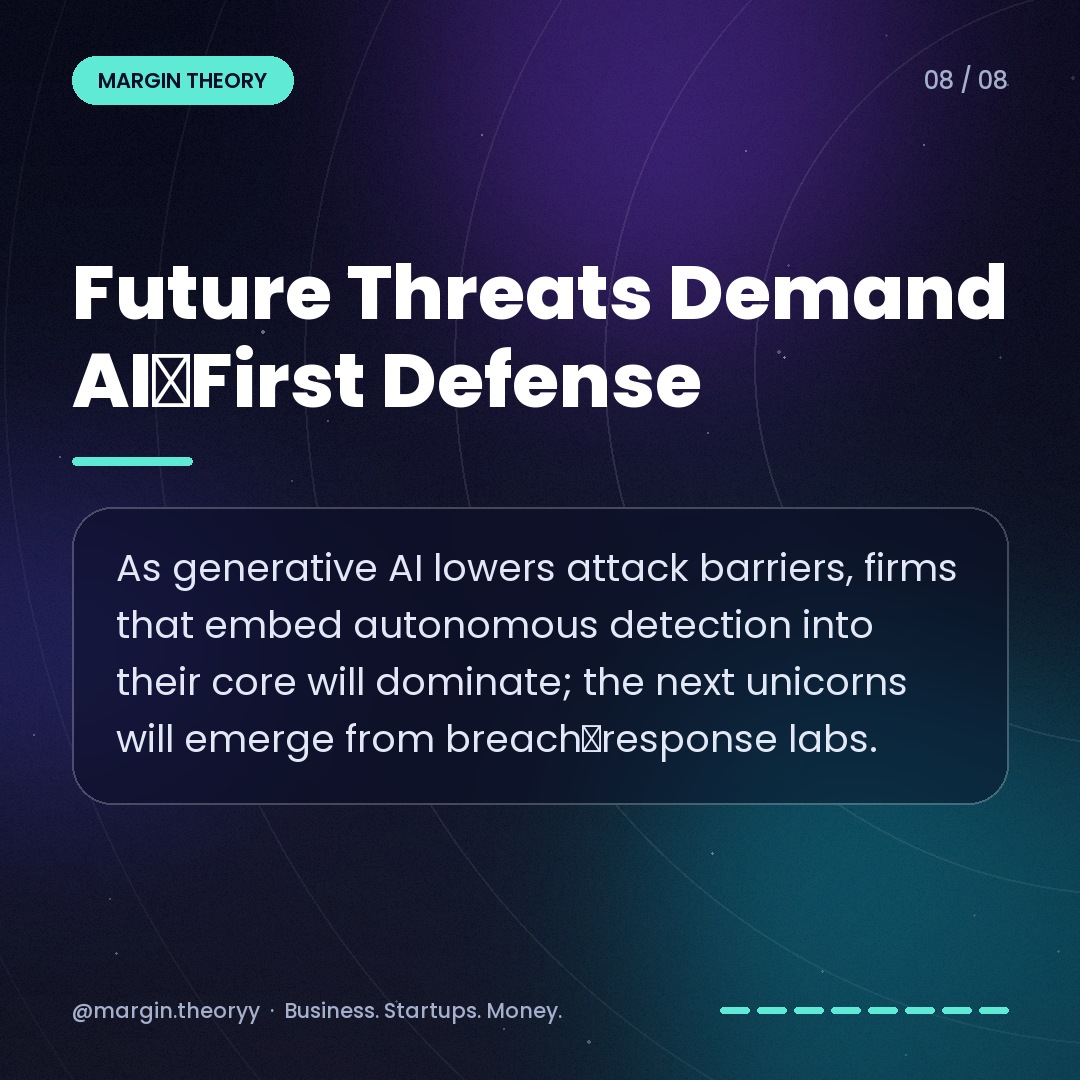 MARGIN THEORY
08 / 08
Future Threats Demand
AI▯First Defense
As generative AI lowers attack barriers, firms
that embed autonomous detection into
their core will dominate; the next unicorns
will emerge from breach▯response labs.
@margin.theoryy · Business. Startups. Money.